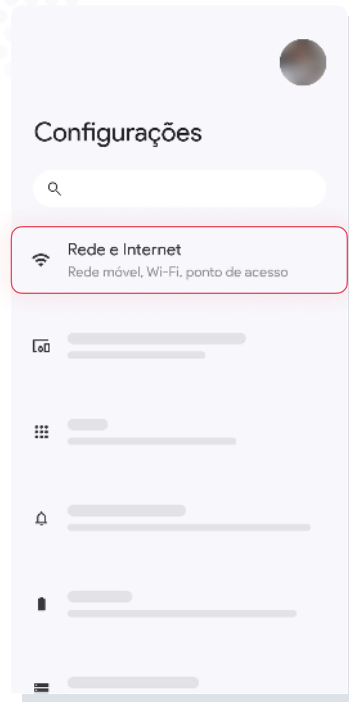 Configurações
Rede e Internet
Rede móvel, Wi-Fi, ponto de acesso